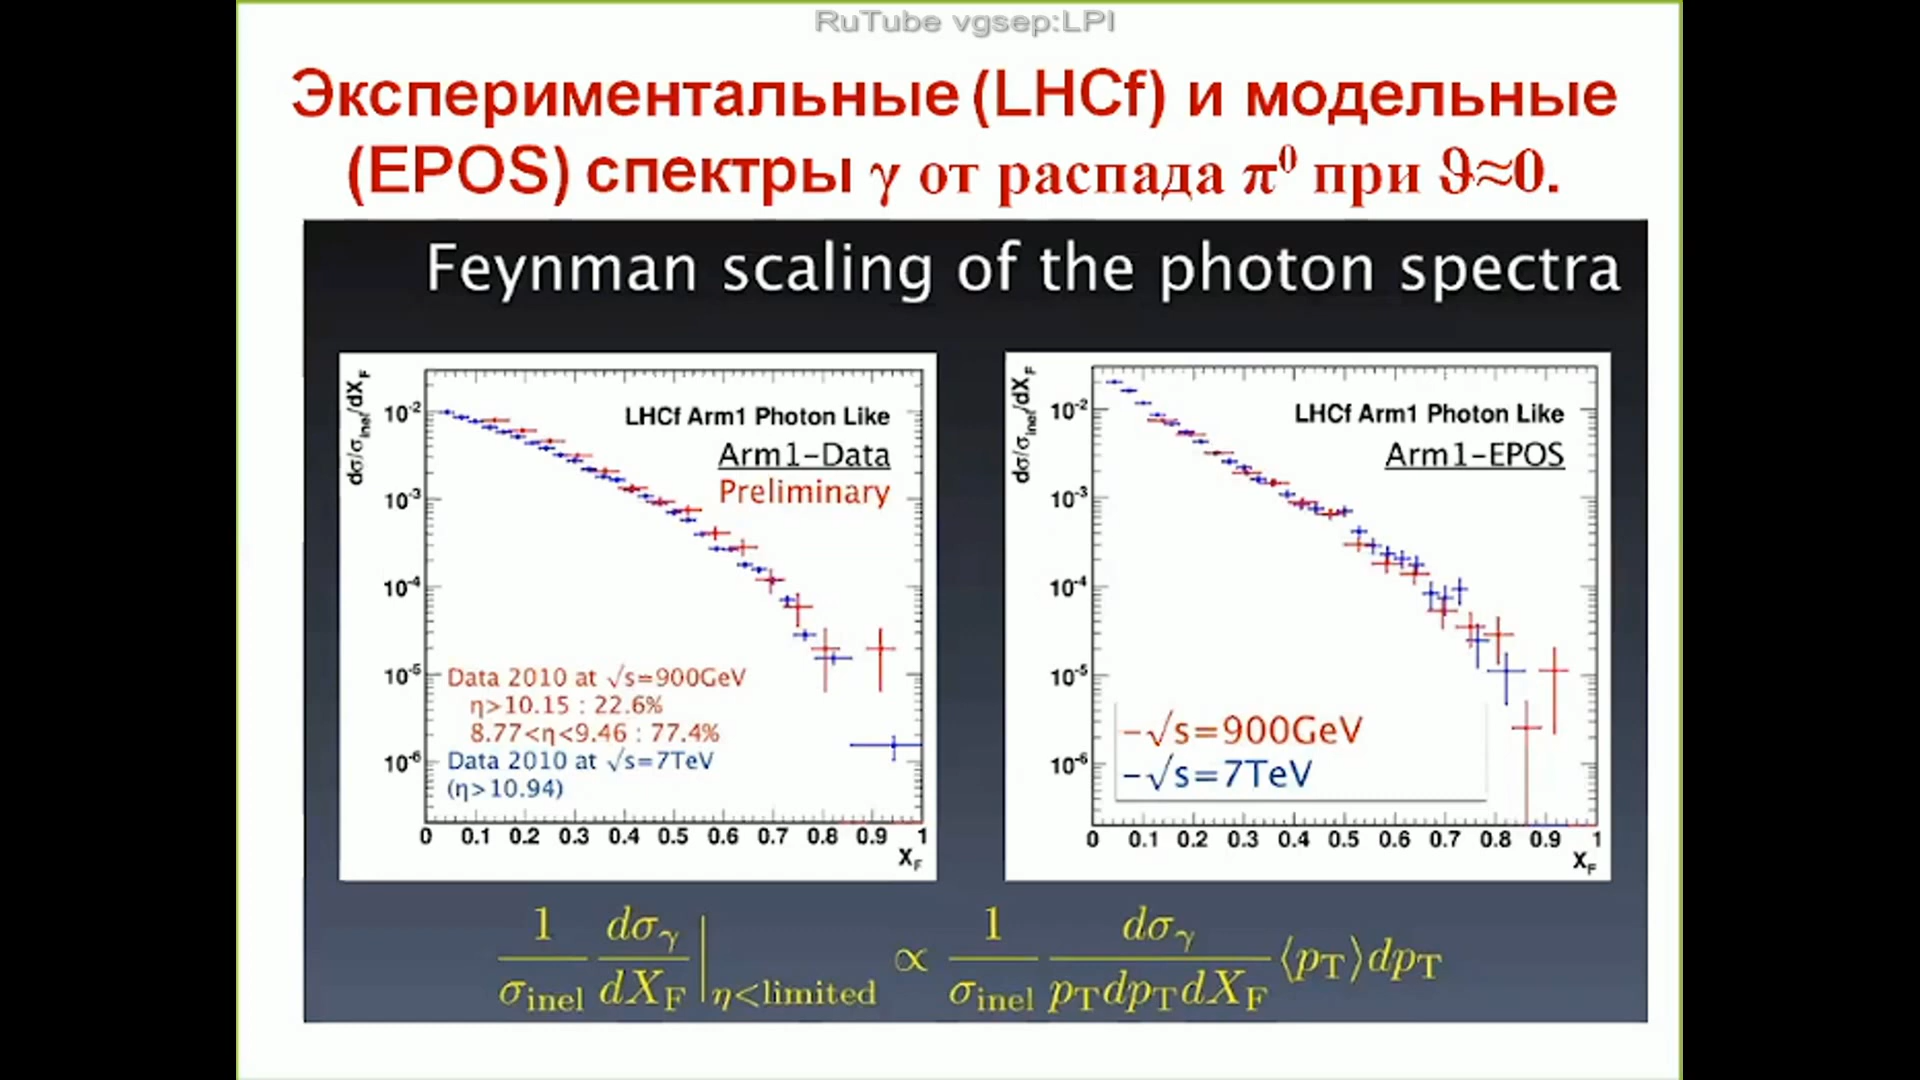 RuTube vgsep:LPI
Экспериментальные (LHCf) и модельные
(EPOS) спектры γ от распада π⁰ при ϑ≈0.
Feynman scaling of the photon spectra
dσ/σ_inel/dX_F
LHCf Arm1 Photon Like
Arm1-Data
Preliminary
10⁻²
10⁻³
10⁻⁴
10⁻⁵
10⁻⁶
Data 2010 at √s=900GeV
η>10.15 : 22.6%
8.77<η<9.46 : 77.4%
Data 2010 at √s=7TeV
(η>10.94)
0 0.1 0.2 0.3 0.4 0.5 0.6 0.7 0.8 0.9 1
X_F
dσ/σ_inel/dX_F
LHCf Arm1 Photon Like
Arm1-EPOS
10⁻²
10⁻³
10⁻⁴
10⁻⁵
10⁻⁶
−√s=900GeV
−√s=7TeV
0 0.1 0.2 0.3 0.4 0.5 0.6 0.7 0.8 0.9 1
X_F
1/σ_inel dσ_γ/dX_F |_η<limited ∝ 1/σ_inel dσ_γ/p_T dp_T dX_F ⟨p_T⟩dp_T